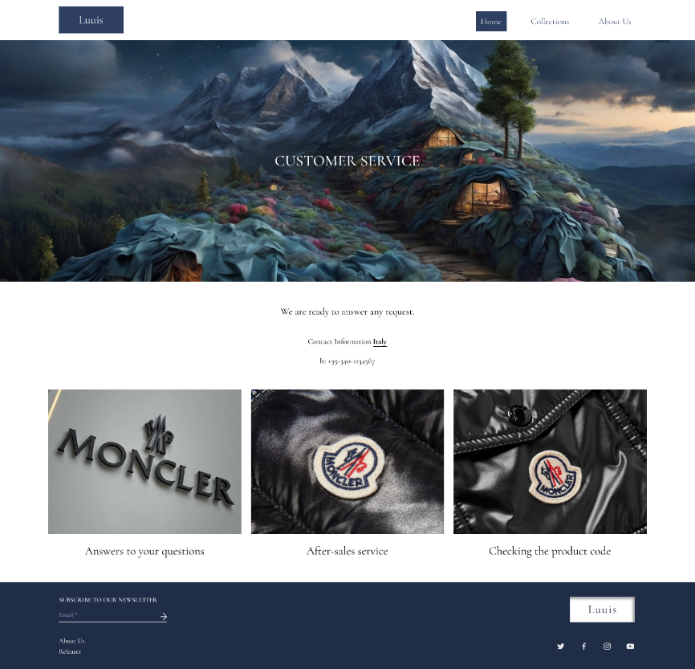 Luuis
Home Collections About Us
CUSTOMER SERVICE
We are ready to answer any request.
Contact Information Italy
It: +39-340-1234567
MONCLER
MONCLER
MONCLER
Answers to your questions
After-sales service
Checking the product code
SUBSCRIBE TO OUR NEWSLETTER
Email *
Luuis
About Us
Releases